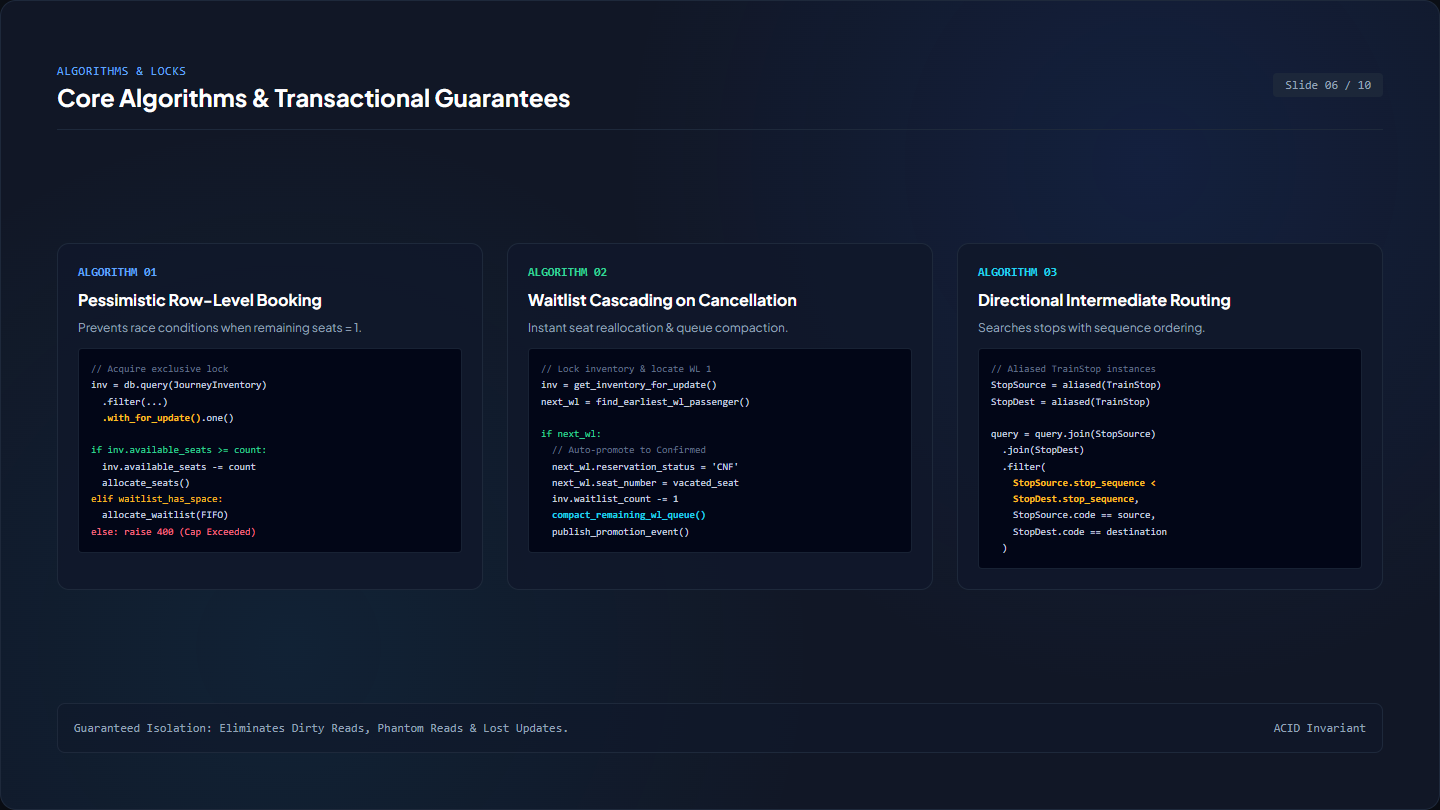 ALGORITHMS & LOCKS
Core Algorithms & Transactional Guarantees
Slide 06 / 10
ALGORITHM 01
Pessimistic Row-Level Booking
Prevents race conditions when remaining seats = 1.
// Acquire exclusive lock
inv = db.query(JourneyInventory)
  .filter(...)
  .with_for_update().one()
if inv.available_seats >= count:
  inv.available_seats -= count
  allocate_seats()
elif waitlist_has_space:
  allocate_waitlist(FIFO)
else: raise 400 (Cap Exceeded)
ALGORITHM 02
Waitlist Cascading on Cancellation
Instant seat reallocation & queue compaction.
// Lock inventory & locate WL 1
inv = get_inventory_for_update()
next_wl = find_earliest_wl_passenger()
if next_wl:
  // Auto-promote to Confirmed
  next_wl.reservation_status = 'CNF'
  next_wl.seat_number = vacated_seat
  inv.waitlist_count -= 1
  compact_remaining_wl_queue()
  publish_promotion_event()
ALGORITHM 03
Directional Intermediate Routing
Searches stops with sequence ordering.
// Aliased TrainStop instances
StopSource = aliased(TrainStop)
StopDest = aliased(TrainStop)
query = query.join(StopSource)
  .join(StopDest)
  .filter(
    StopSource.stop_sequence <
    StopDest.stop_sequence,
    StopSource.code == source,
    StopDest.code == destination
  )
Guaranteed Isolation: Eliminates Dirty Reads, Phantom Reads & Lost Updates.
ACID Invariant